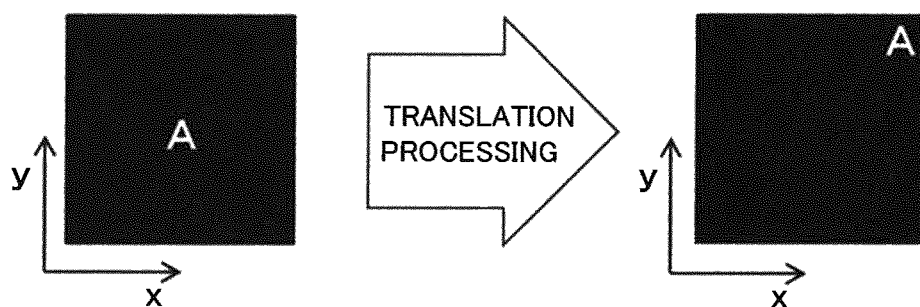 A
y
x
TRANSLATION
PROCESSING
A
y
x